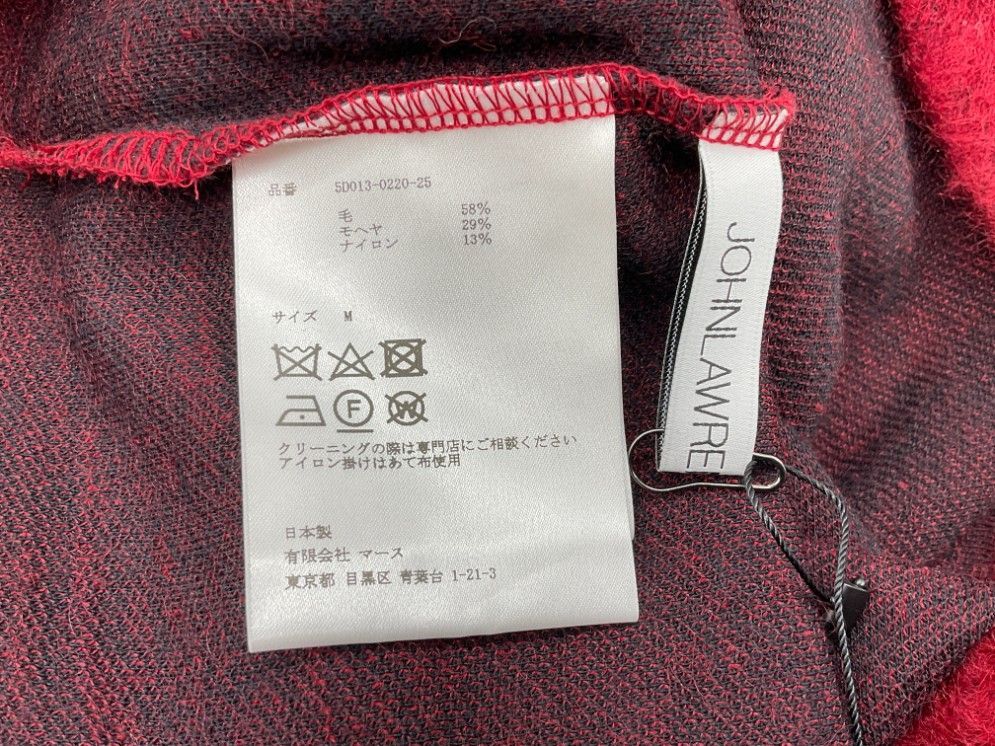 品番 5D013-0220-25
毛 58%
モヘヤ 29%
ナイロン 13%
サイズ M
F
W
クリーニングの際は専門店にご相談ください
アイロン掛けはあて布使用
日本製
有限会社 マース
東京都 目黒区 青葉台 1-21-3
JOHNLAWRE